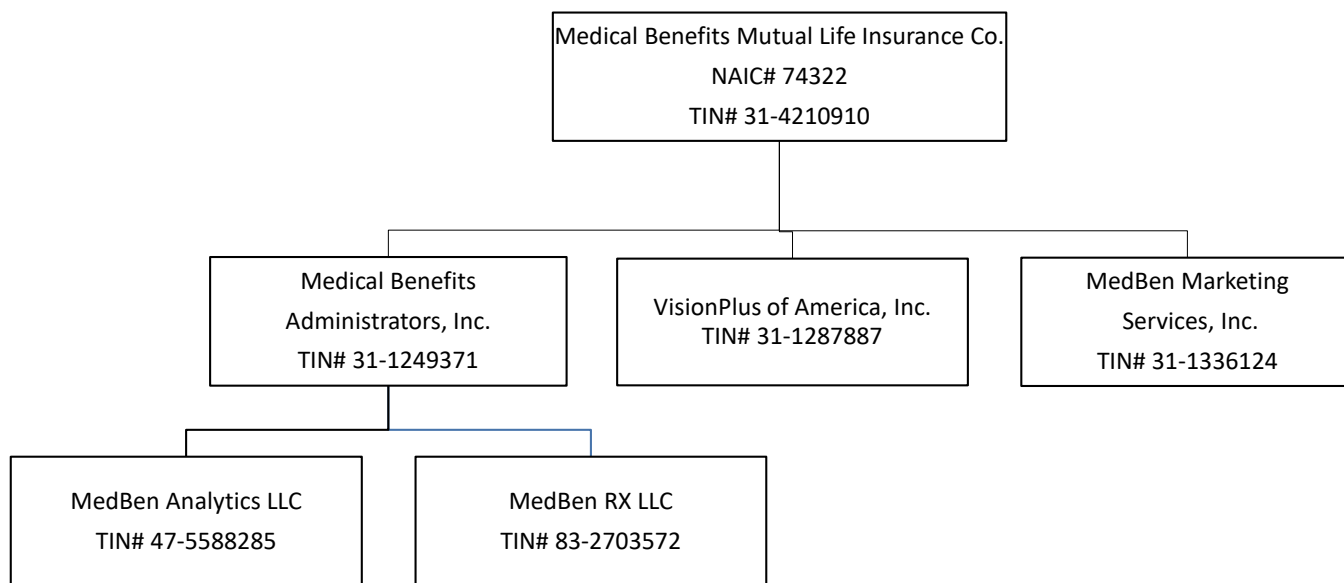 Medical Benefits Mutual Life Insurance Co.
NAIC# 74322
TIN# 31-4210910
Medical Benefits
Administrators, Inc.
TIN# 31-1249371
VisionPlus of America, Inc.
TIN# 31-1287887
MedBen Marketing
Services, Inc.
TIN# 31-1336124
MedBen Analytics LLC
TIN# 47-5588285
MedBen RX LLC
TIN# 83-2703572